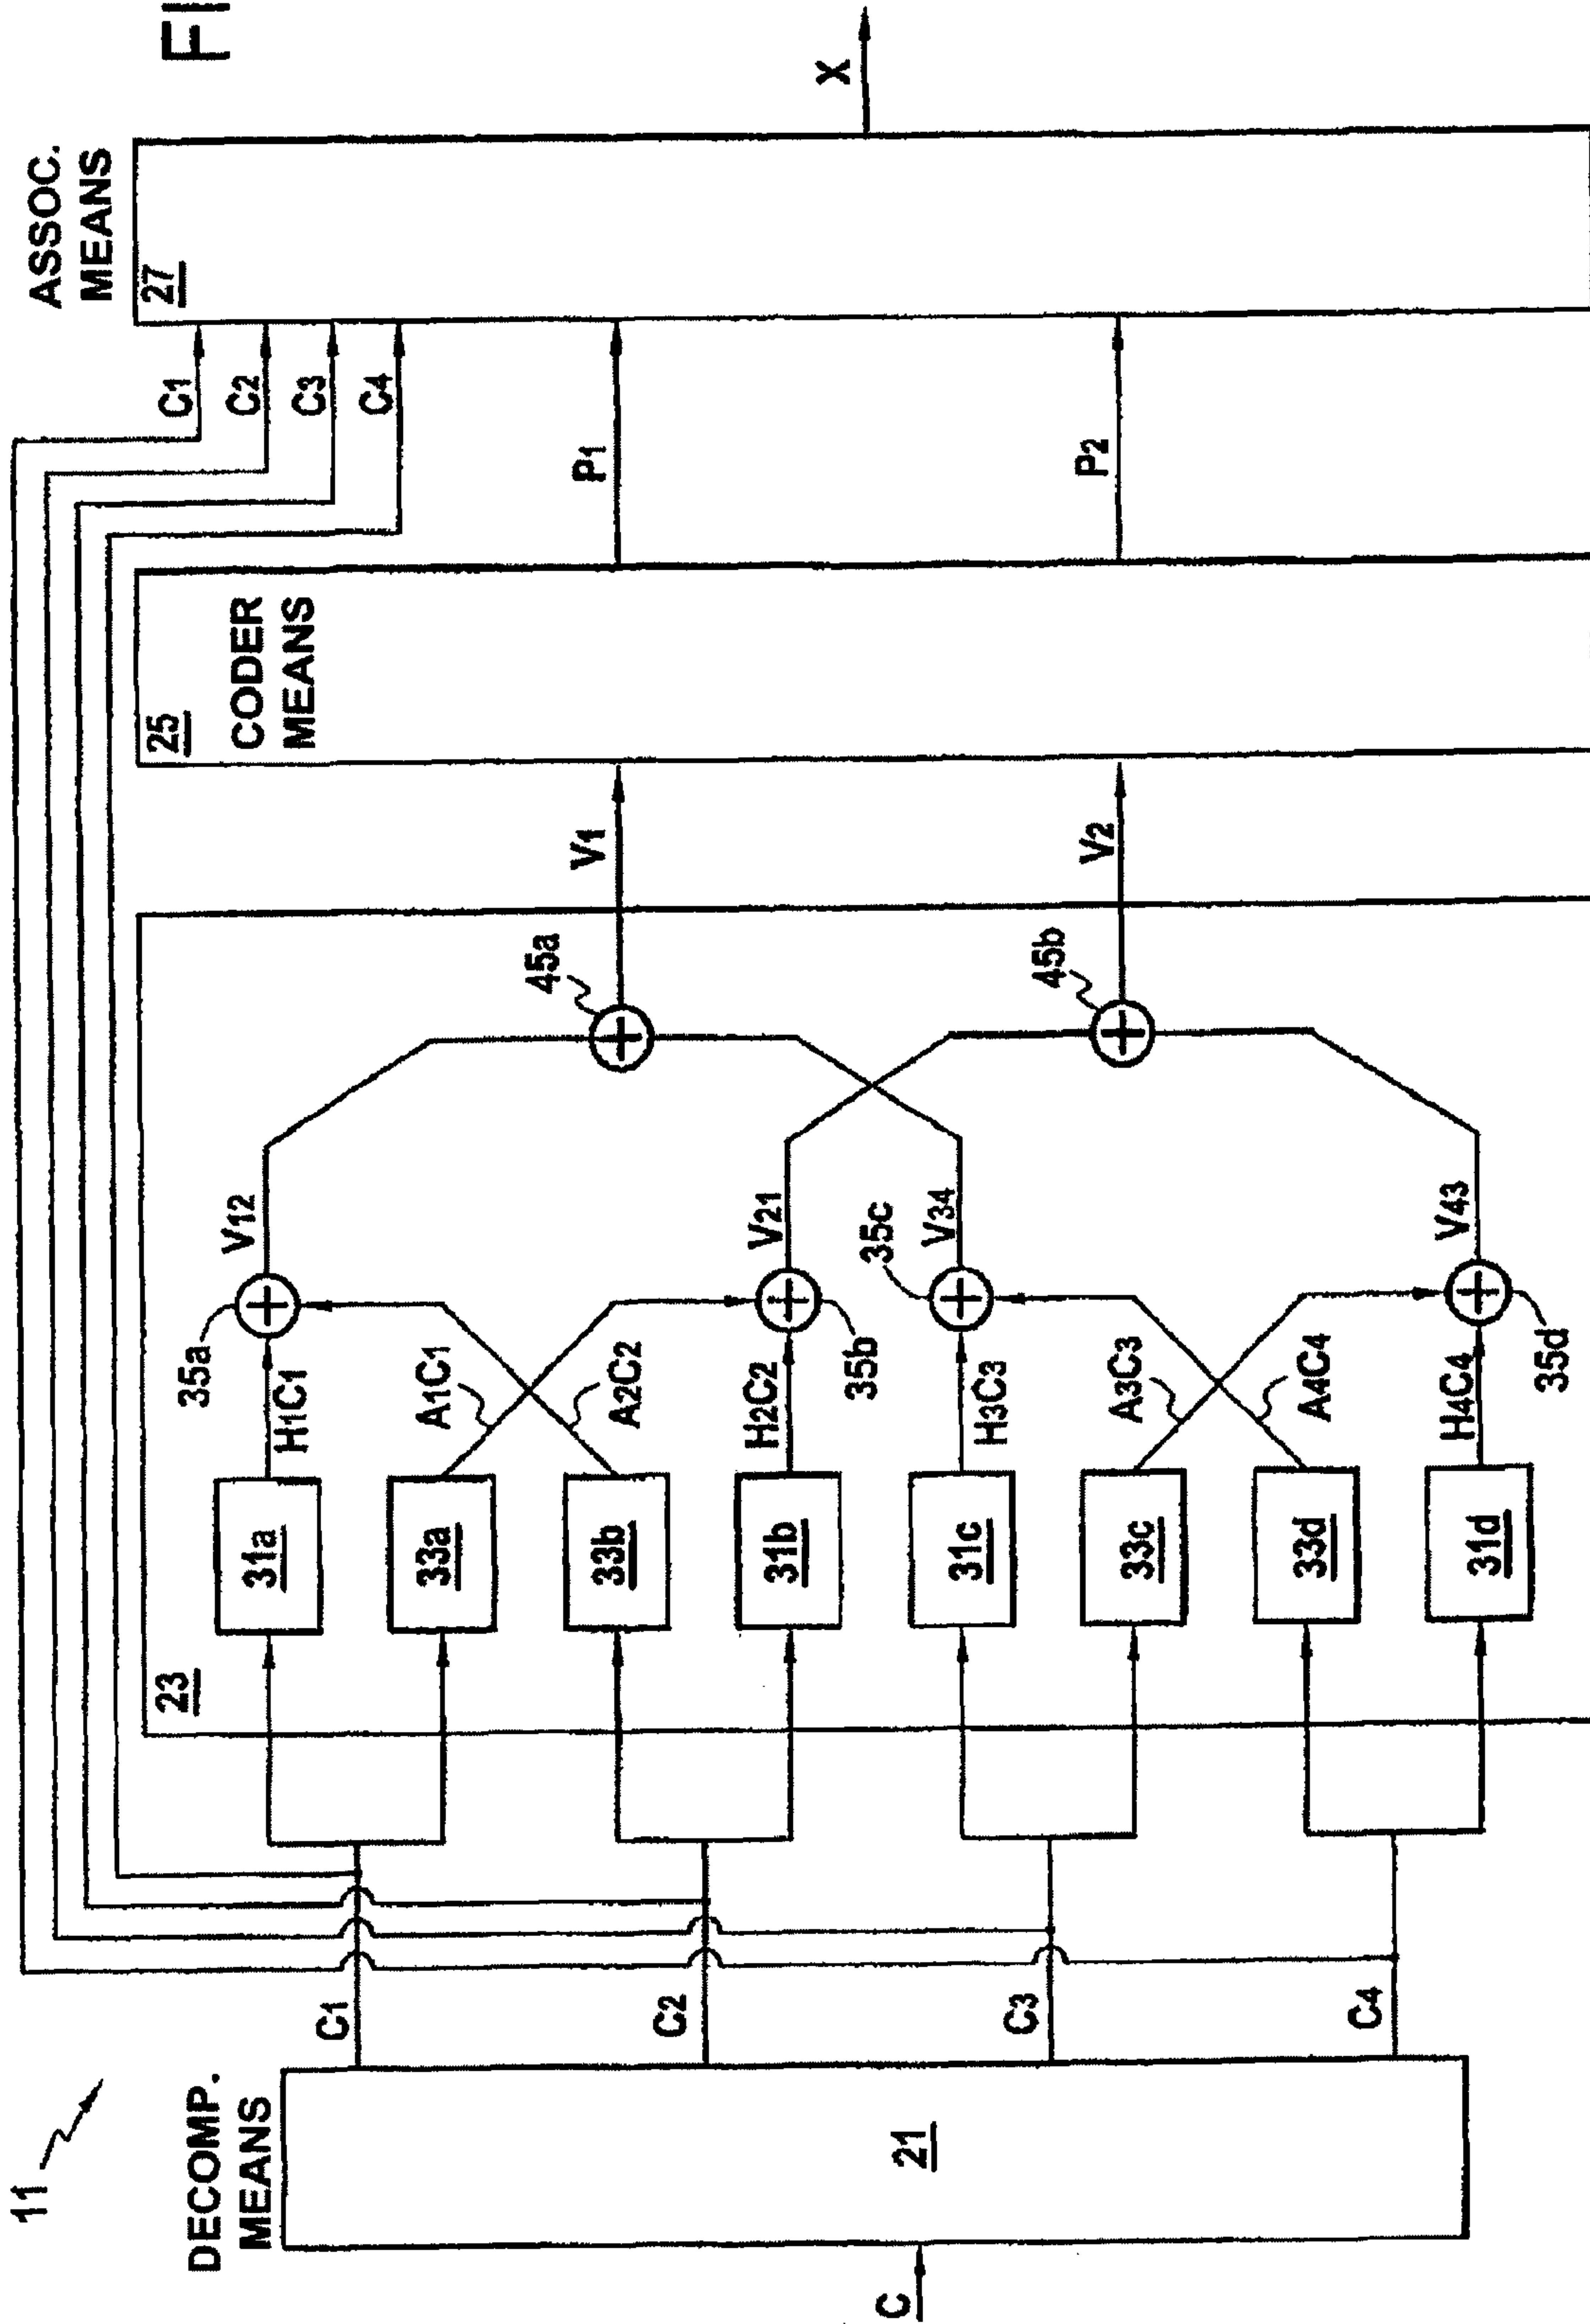 FI
11
DECOMP.
MEANS
C
21
C1
C2
C3
C4
23
31a
33a
33b
31b
31c
33c
33d
31d
H1C1
A1C1
A2C2
H2C2
H3C3
A3C3
A4C4
H4C4
35a
35b
35c
35d
V12
V21
V34
V43
45a
45b
V1
V2
25
CODER
MEANS
P1
P2
C1
C2
C3
C4
ASSOC.
MEANS
27
X